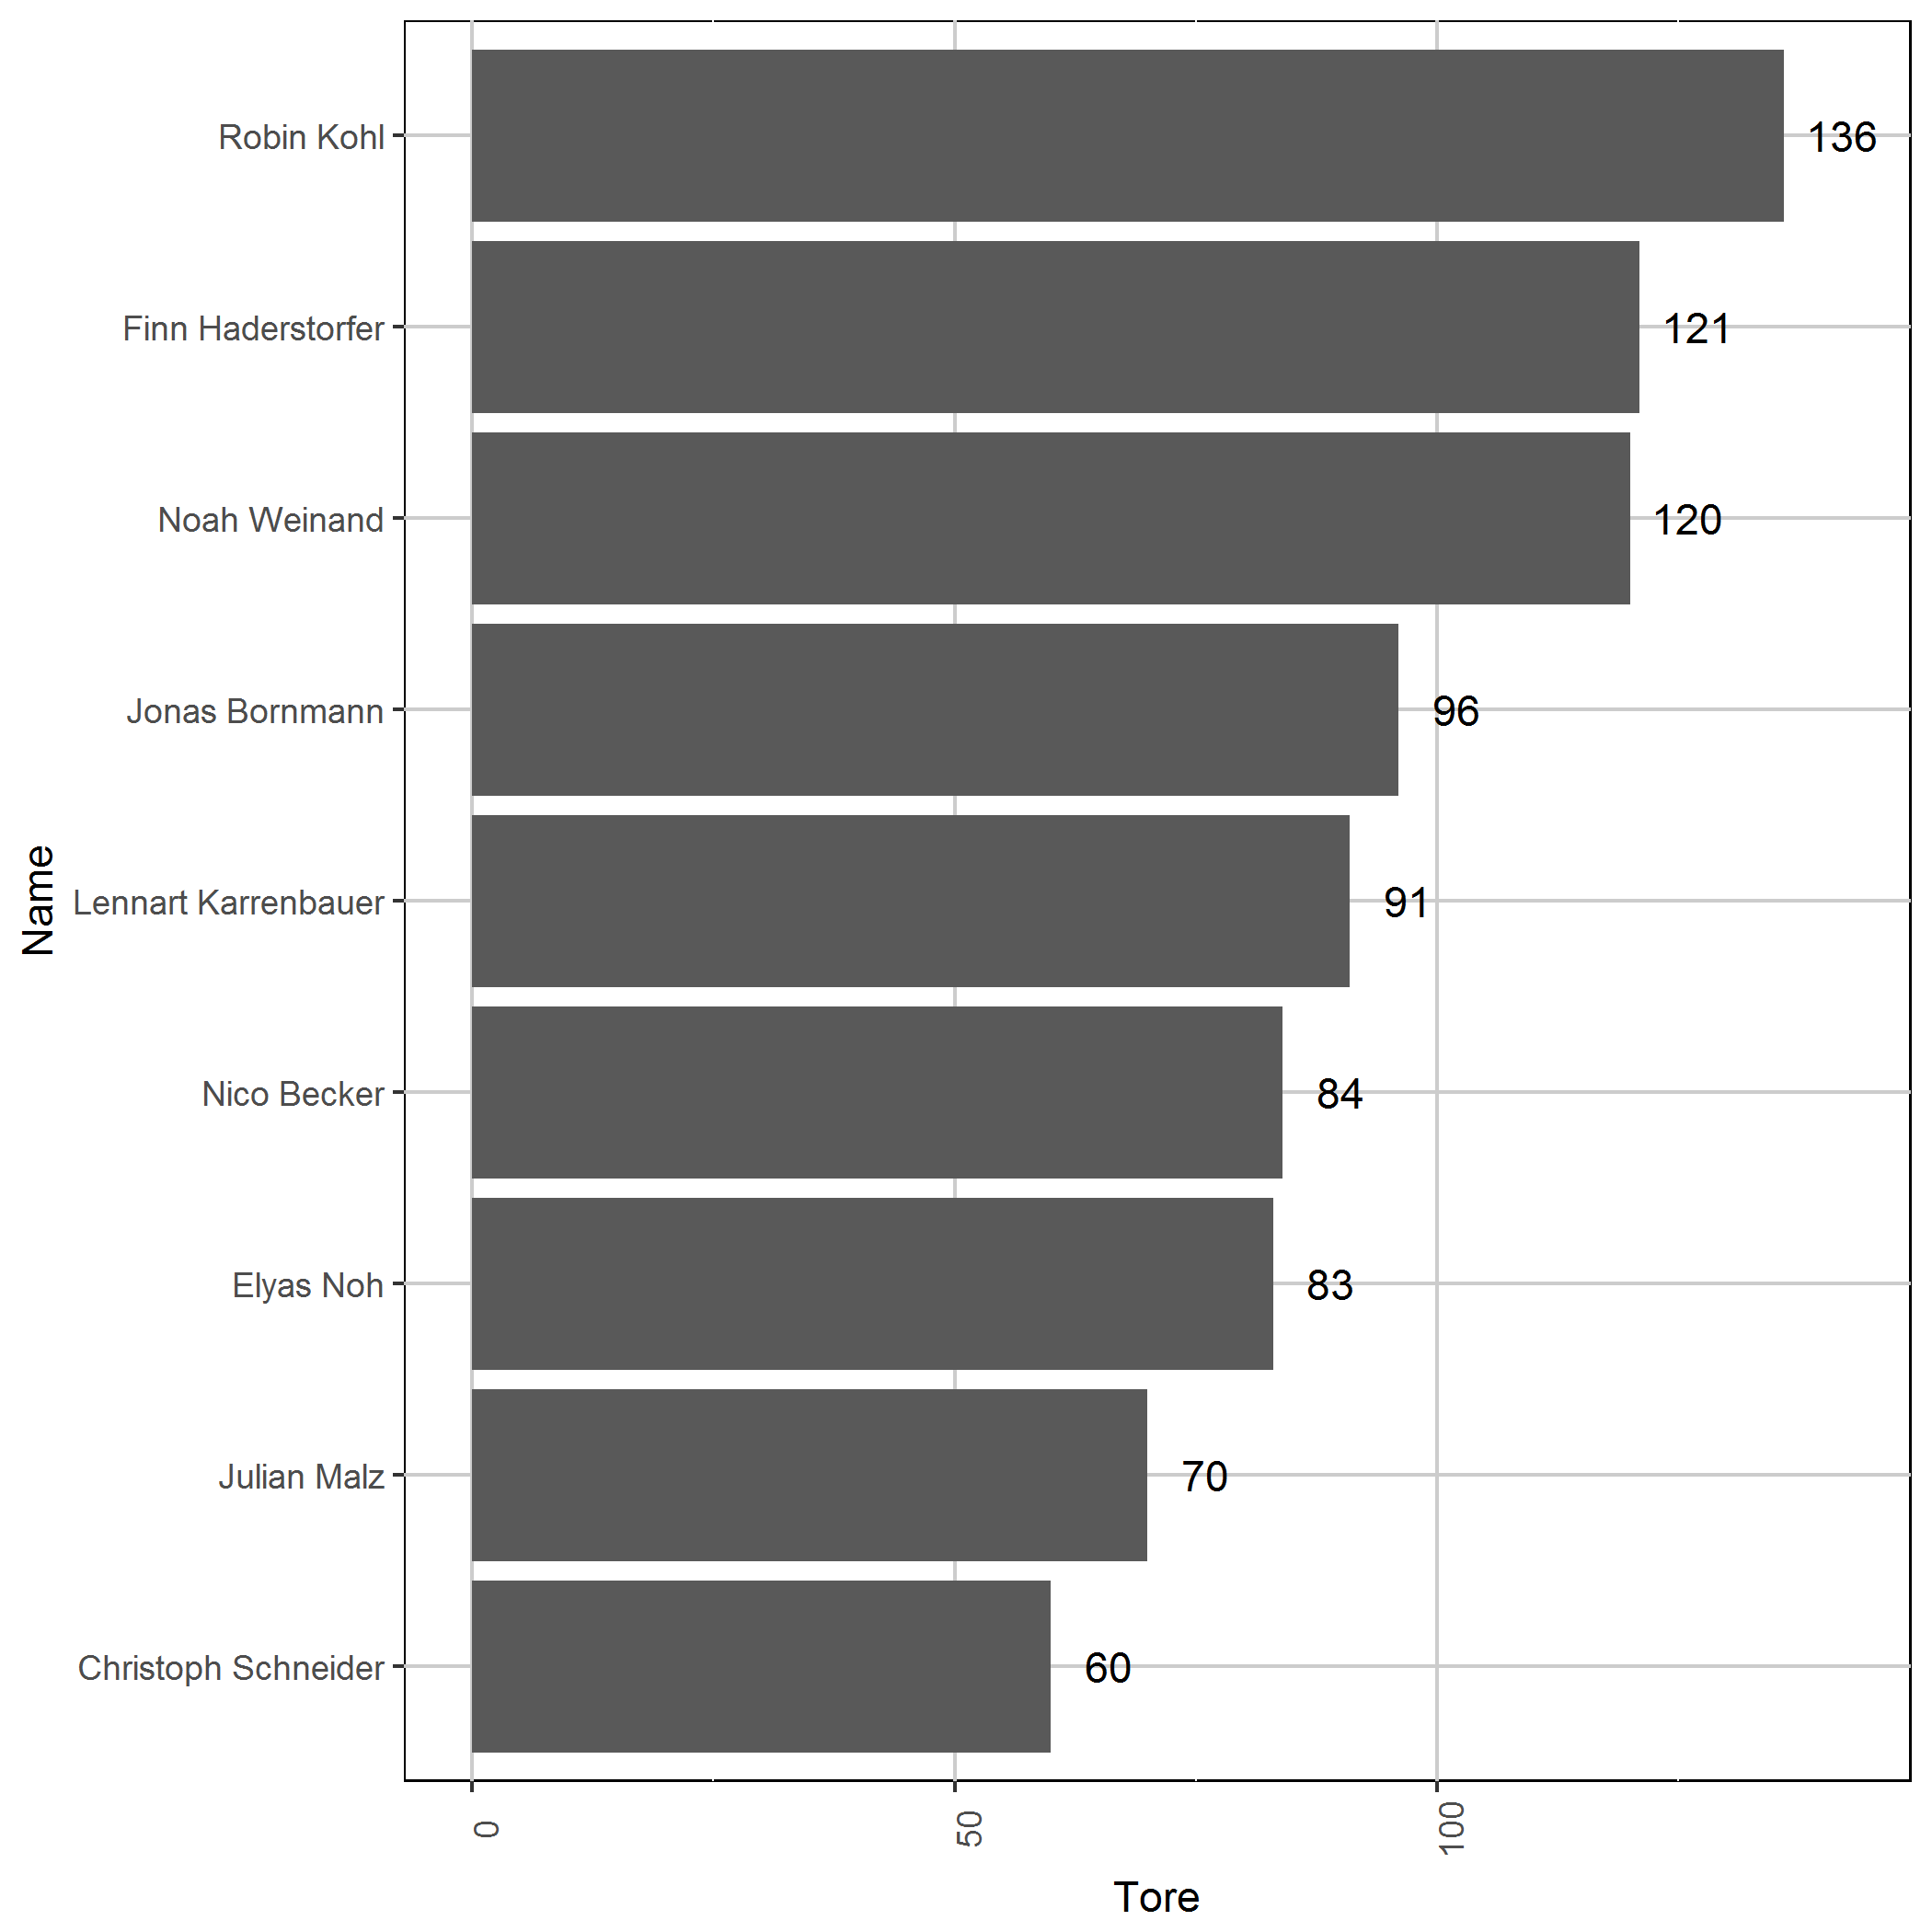 Robin Kohl 136
Finn Haderstorfer 121
Noah Weinand 120
Jonas Bornmann 96
Lennart Karrenbauer 91
Nico Becker 84
Elyas Noh 83
Julian Malz 70
Christoph Schneider 60
Name
0 50 100
Tore